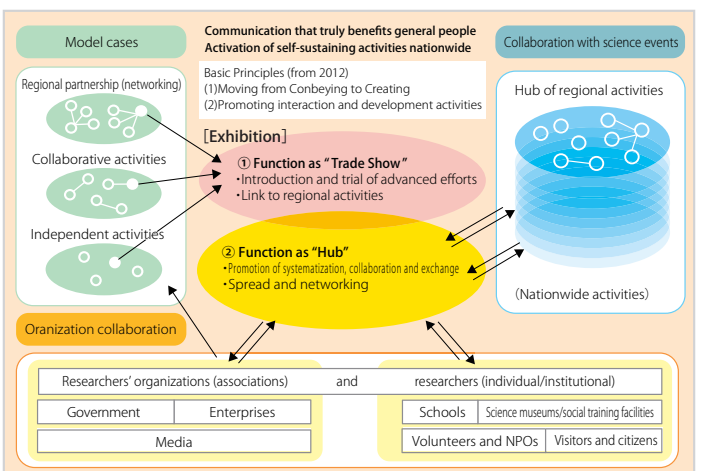 Model cases
Communication that truly benefits general people
Activation of self-sustaining activities nationwide
Collaboration with science events
Basic Principles (from 2012)
(1)Moving from Conbeying to Creating
(2)Promoting interaction and development activities
Regional partnership (networking)
Collaborative activities
Independent activities
[Exhibition]
① Function as “Trade Show”
・Introduction and trial of advanced efforts
・Link to regional activities
② Function as “Hub”
・Promotion of systematization, collaboration and exchange
・Spread and networking
Hub of regional activities
(Nationwide activities)
Oranization collaboration
Researchers’ organizations (associations) and researchers (individual/institutional)
Government Enterprises
Media
Schools Science museums/social training facilities
Volunteers and NPOs Visitors and citizens